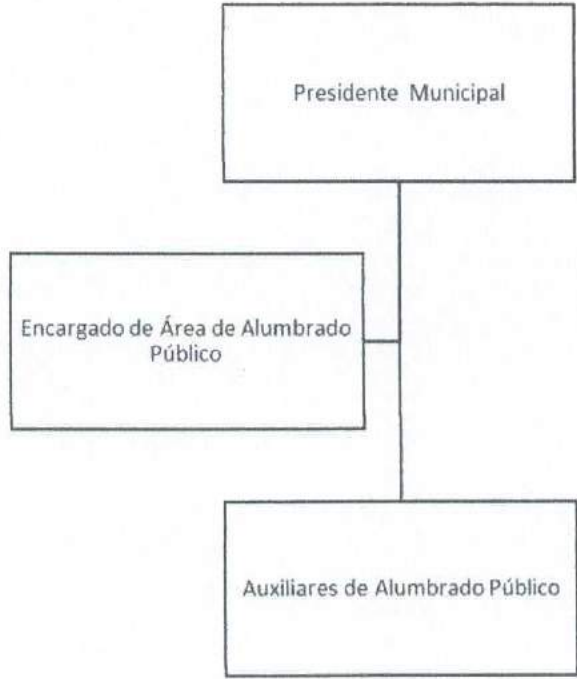 Presidente Municipal
Encargado de Área de Alumbrado
Público
Auxiliares de Alumbrado Público